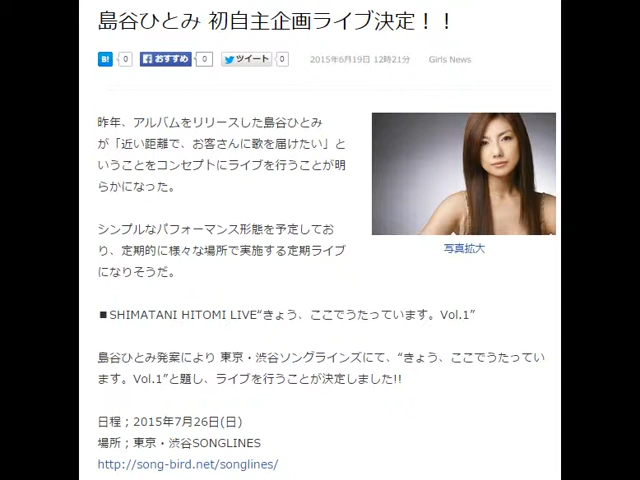 島谷ひとみ 初自主企画ライブ決定！！
B! 0 おすすめ 0 ツイート 0 2015年6月19日 12時21分 Girls News
昨年、アルバムをリリースした島谷ひとみ
が「近い距離で、お客さんに歌を届けたい」と
いうことをコンセプトにライブを行うことが明
らかになった。
写真拡大
シンプルなパフォーマンス形態を予定してお
り、定期的に様々な場所で実施する定期ライブ
になりそうだ。
■SHIMATANI HITOMI LIVE“きょう、ここでうたっています。Vol.1”
島谷ひとみ発案により 東京・渋谷ソングラインズにて、“きょう、ここでうたってい
ます。Vol.1”と題し、ライブを行うことが決定しました!!
日程；2015年7月26日(日)
場所；東京・渋谷SONGLINES
http://song-bird.net/songlines/